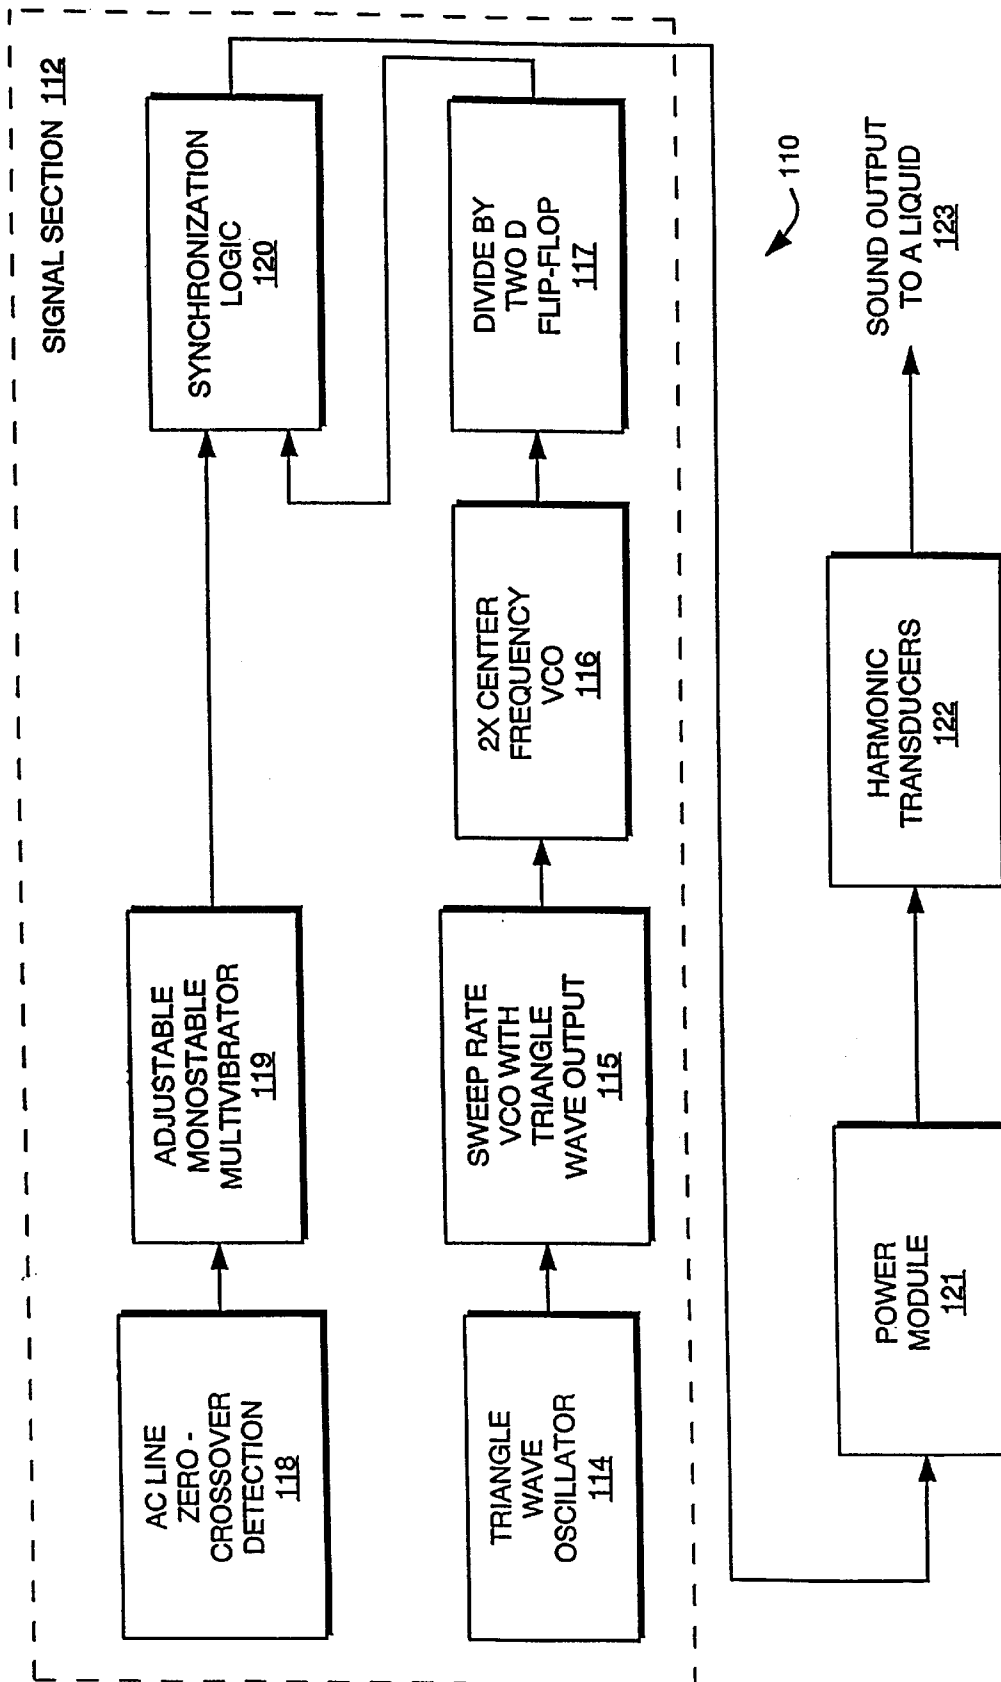 SIGNAL SECTION 112
AC LINE
ZERO -
CROSSOVER
DETECTION
118
ADJUSTABLE
MONOSTABLE
MULTIVIBRATOR
119
SYNCHRONIZATION
LOGIC
120
TRIANGLE
WAVE
OSCILLATOR
114
SWEEP RATE
VCO WITH
TRIANGLE
WAVE OUTPUT
115
2X CENTER
FREQUENCY
VCO
116
DIVIDE BY
TWO D
FLIP-FLOP
117
110
POWER
MODULE
121
HARMONIC
TRANSDUCERS
122
SOUND OUTPUT
TO A LIQUID
123